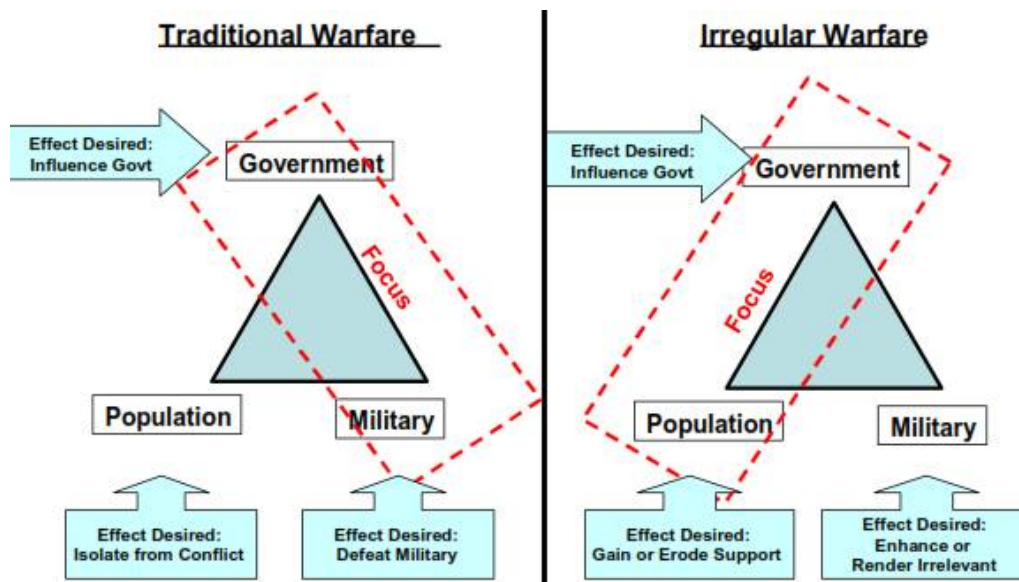 Traditional Warfare
Effect Desired:
Influence Govt
Government
Focus
Population
Military
Effect Desired:
Isolate from Conflict
Effect Desired:
Defeat Military
Irregular Warfare
Effect Desired:
Influence Govt
Government
Focus
Population
Military
Effect Desired:
Gain or Erode Support
Effect Desired:
Enhance or
Render Irrelevant